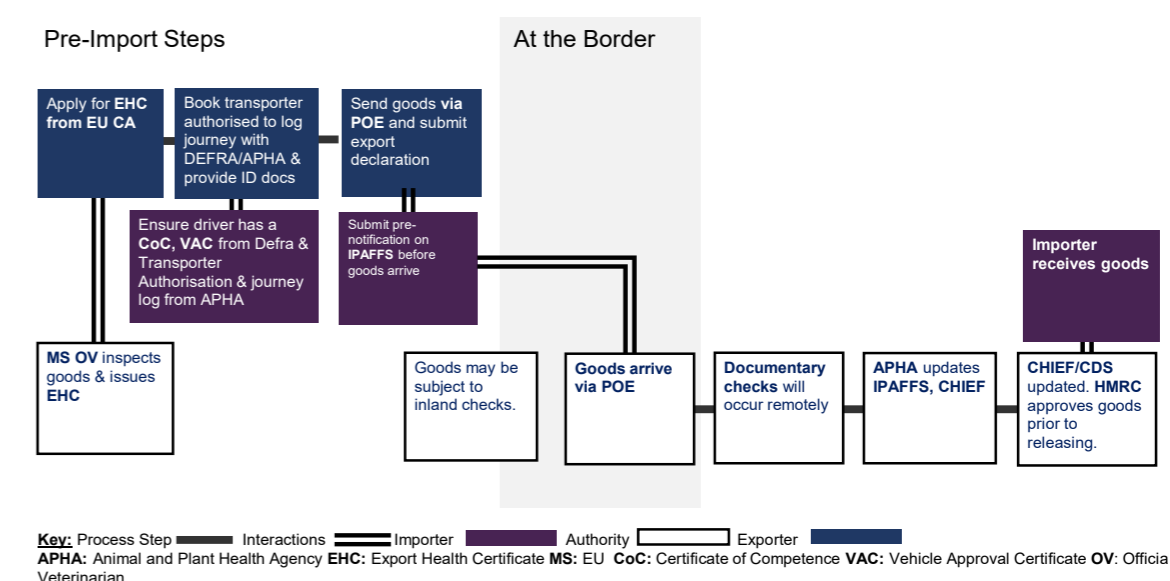 Pre-Import Steps
At the Border
Apply for EHC
from EU CA
Book transporter
authorised to log
journey with
DEFRA/APHA &
provide ID docs
Send goods via
POE and submit
export
declaration
Ensure driver has a
CoC, VAC from Defra &
Transporter
Authorisation & journey
log from APHA
Submit pre-
notification on
IPAFFS before
goods arrive
Importer
receives goods
MS OV inspects
goods & issues
EHC
Goods may be
subject to
inland checks.
Goods arrive
via POE
Documentary
checks will
occur remotely
APHA updates
IPAFFS, CHIEF
CHIEF/CDS
updated. HMRC
approves goods
prior to
releasing.
Key: Process Step Interactions Importer Authority Exporter
APHA: Animal and Plant Health Agency EHC: Export Health Certificate MS: EU CoC: Certificate of Competence VAC: Vehicle Approval Certificate OV: Official
Veterinarian